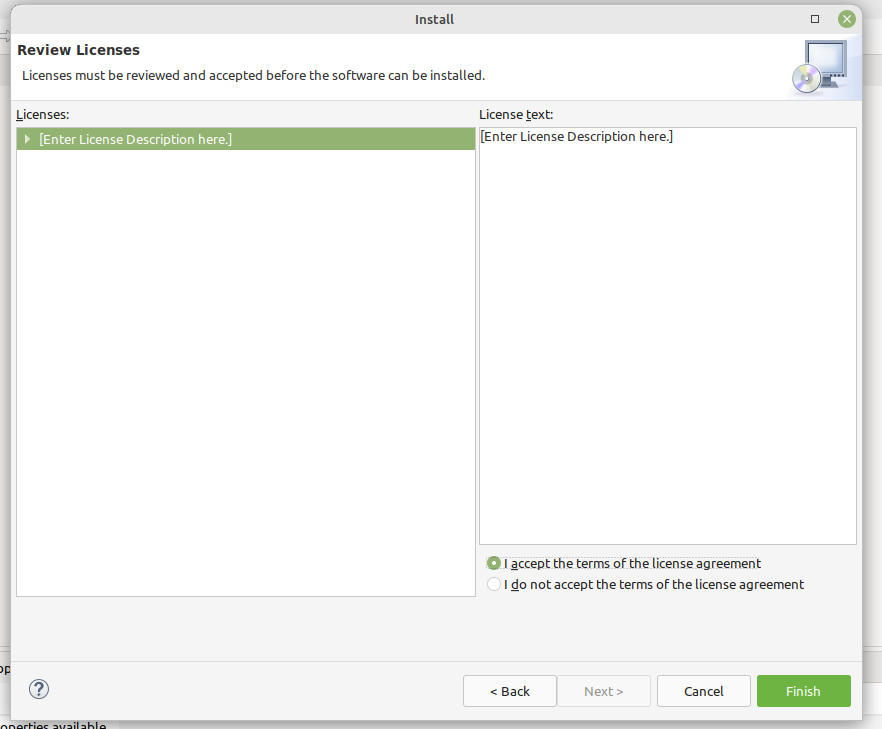 Install
Review Licenses
Licenses must be reviewed and accepted before the software can be installed.
Licenses:
License text:
[Enter License Description here.]
[Enter License Description here.]
I accept the terms of the license agreement
I do not accept the terms of the license agreement
op
?
< Back
Next >
Cancel
Finish
operties available